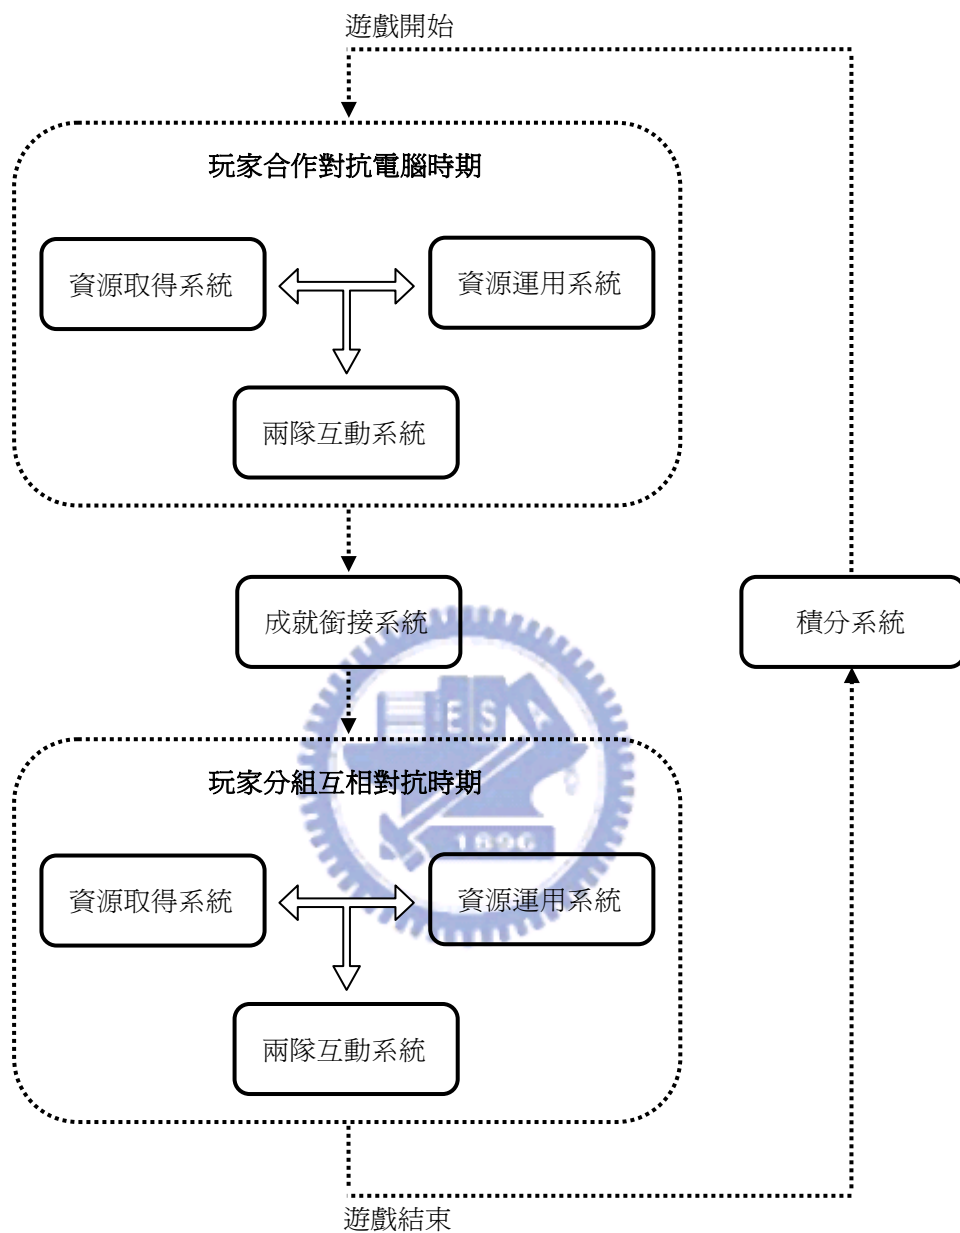 遊戲開始
玩家合作對抗電腦時期
資源取得系統
資源運用系統
兩隊互動系統
成就銜接系統
積分系統
E S A
玩家分組互相對抗時期
1896
資源取得系統
資源運用系統
兩隊互動系統
遊戲結束